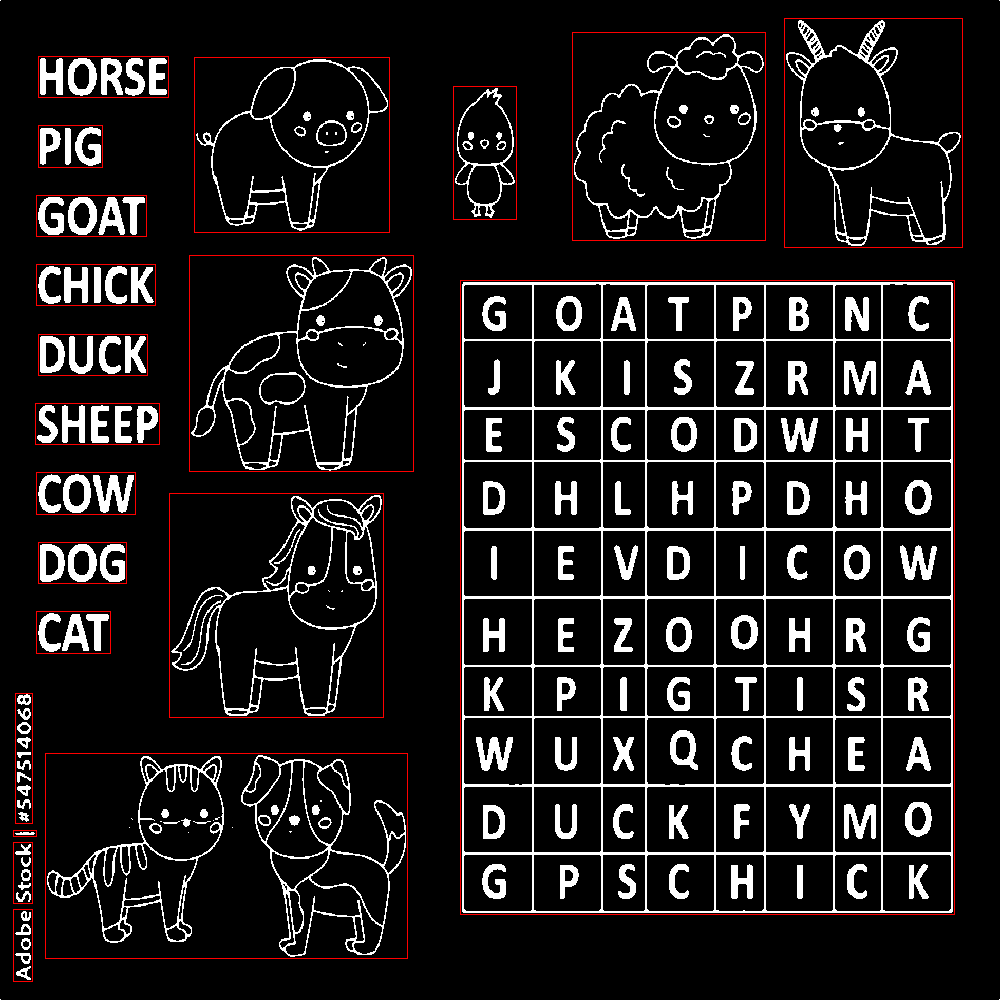 HORSE
PIG
GOAT
CHICK
DUCK
SHEEP
COW
DOG
CAT
G O A T P B N C
J K I S Z R M A
E S C O D W H T
D H L H P D H O
I E V D I C O W
H E Z O O H R G
K P I G T I S R
W U X Q C H E A
D U C K F Y M O
G P S C H I C K
Adobe Stock | #547514068